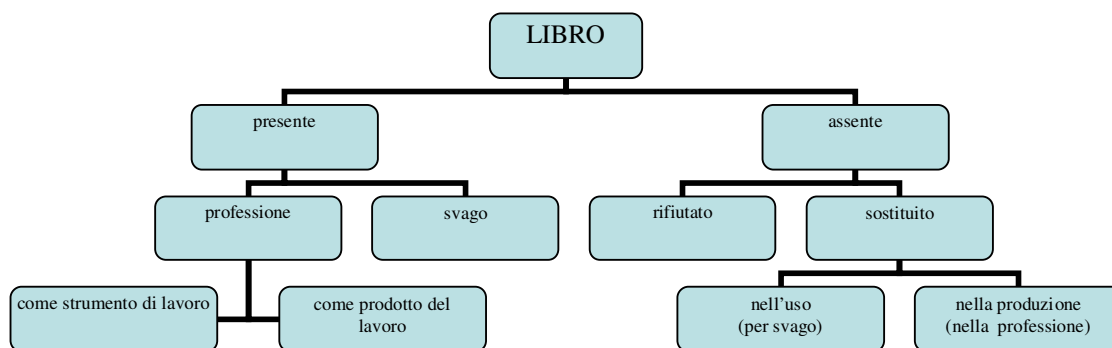 LIBRO
presente
assente
professione
svago
rifiutato
sostituito
come strumento di lavoro
come prodotto del
lavoro
nell'uso
(per svago)
nella produzione
(nella professione)